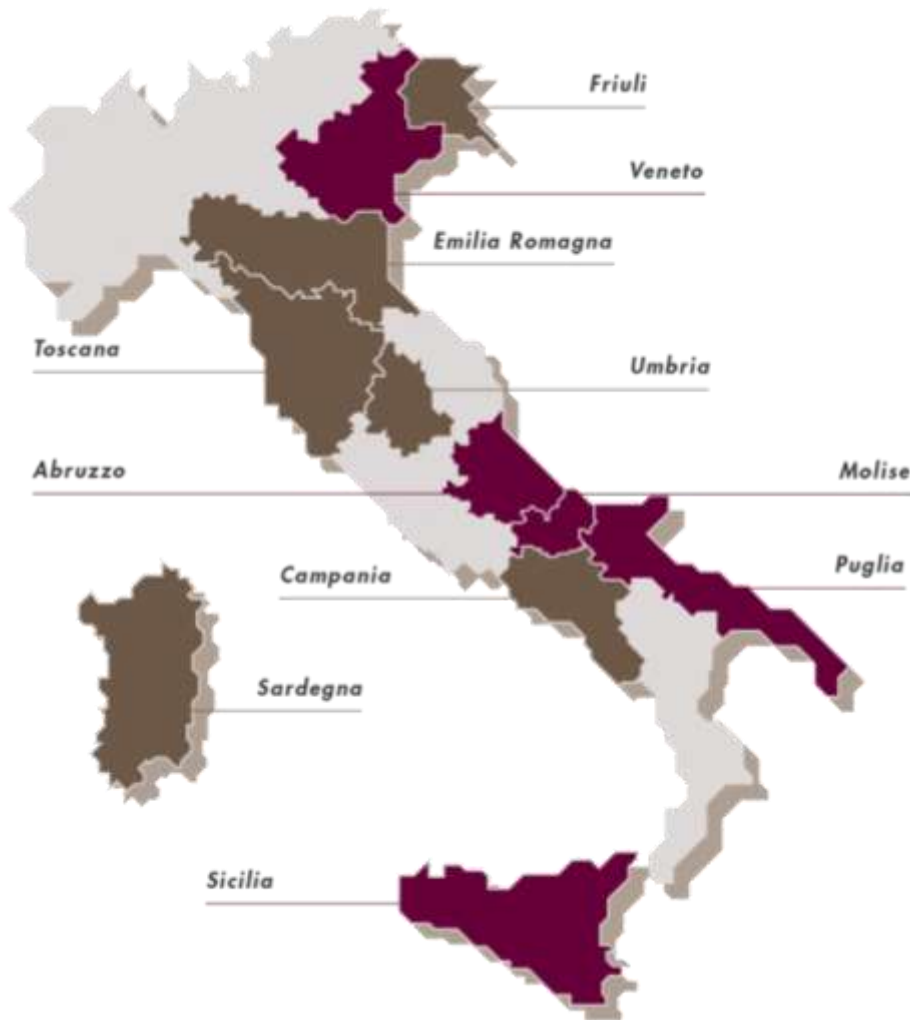 Friuli
Veneto
Emilia Romagna
Toscana
Umbria
Abruzzo
Molise
Puglia
Campania
Sardegna
Sicilia